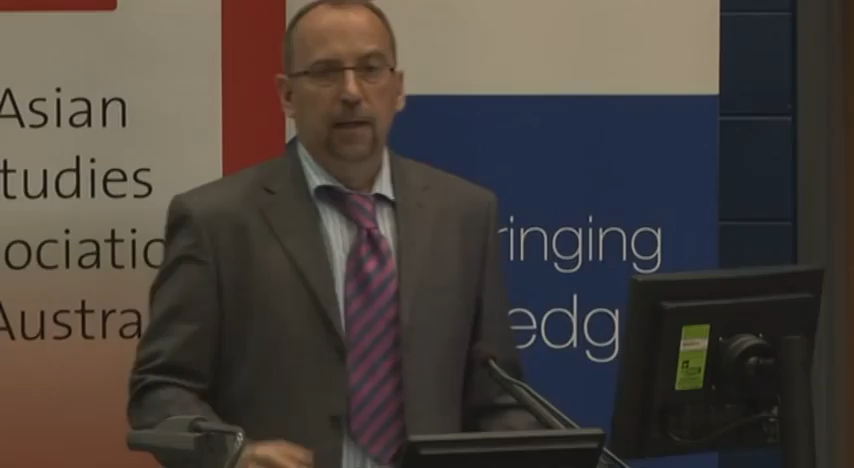 Asian
tudies
ociatio
Austra
ringing
edg